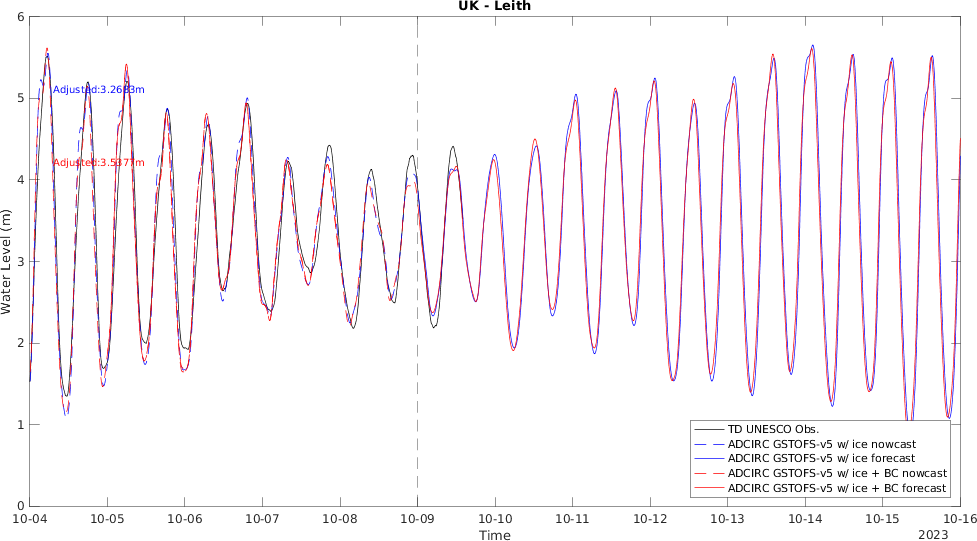 UK - Leith
6
5
4
3
2
1
0
Water Level (m)
Adjusted:3.2683m
Adjusted:3.5377m
TD UNESCO Obs.
ADCIRC GSTOFS-v5 w/ ice nowcast
ADCIRC GSTOFS-v5 w/ ice forecast
ADCIRC GSTOFS-v5 w/ ice + BC nowcast
ADCIRC GSTOFS-v5 w/ ice + BC forecast
10-04 10-05 10-06 10-07 10-08 10-09 10-10 10-11 10-12 10-13 10-14 10-15 10-16
Time
2023